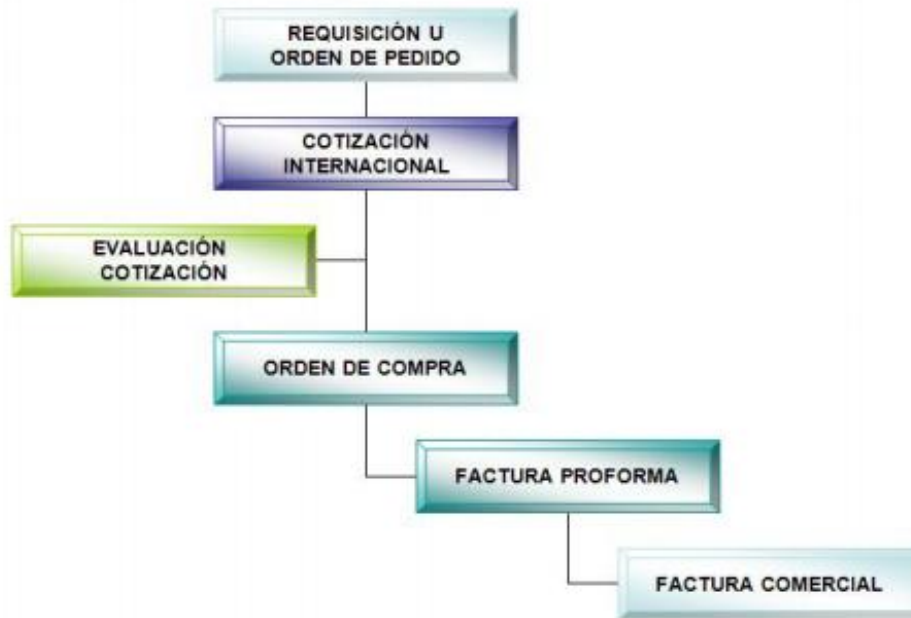 REQUISICIÓN U
ORDEN DE PEDIDO
COTIZACIÓN
INTERNACIONAL
EVALUACIÓN
COTIZACIÓN
ORDEN DE COMPRA
FACTURA PROFORMA
FACTURA COMERCIAL